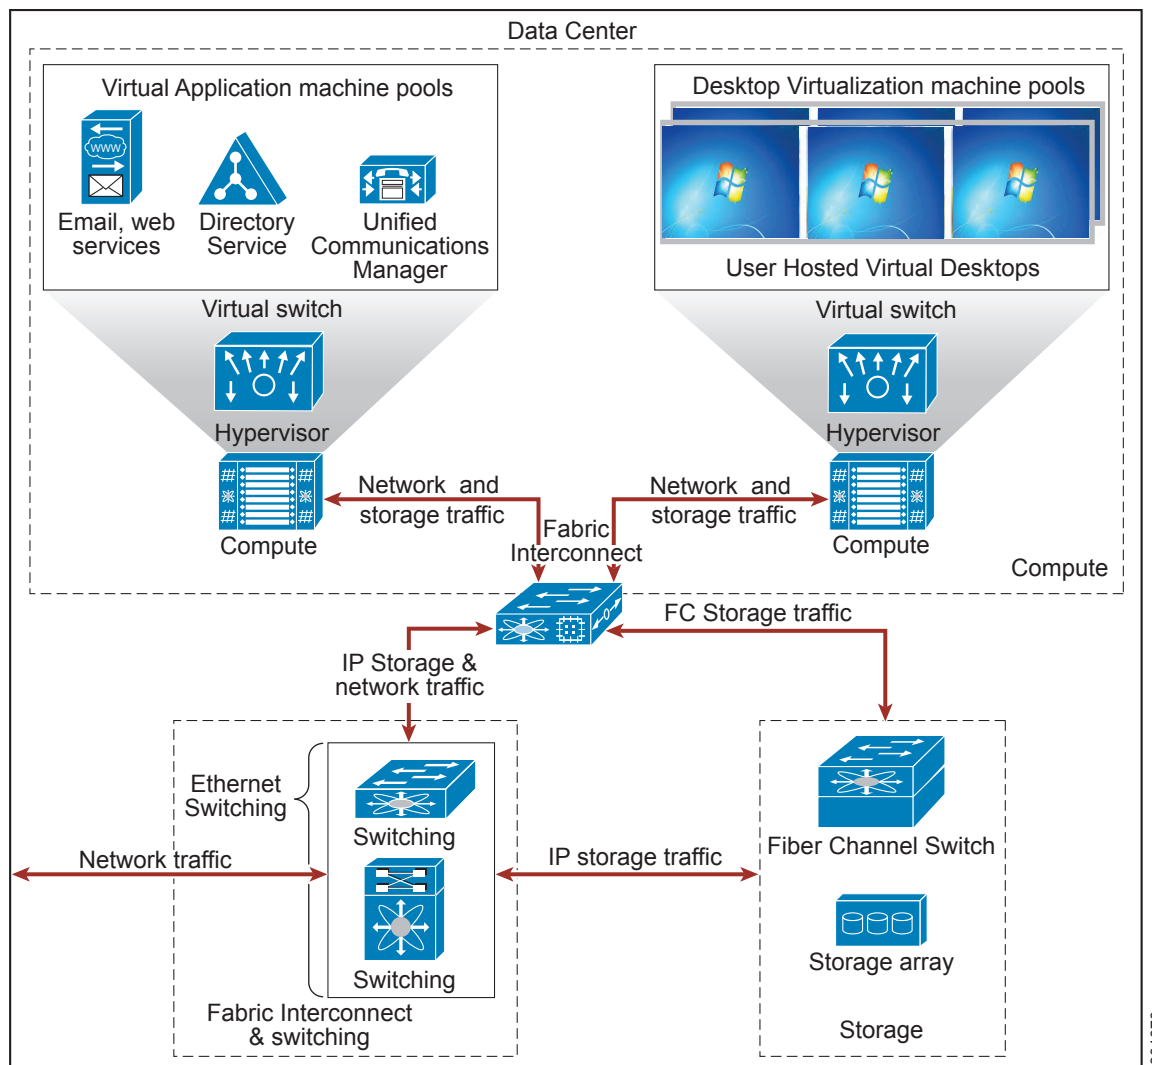 Data Center
Virtual Application machine pools
Desktop Virtualization machine pools
WWW
Email, web
services
Directory
Service
Unified
Communications
Manager
User Hosted Virtual Desktops
Virtual switch
Virtual switch
Hypervisor
Hypervisor
Network and
storage traffic
Network and
storage traffic
Compute
Compute
Fabric
Interconnect
Compute
FC Storage traffic
IP Storage &
network traffic
Ethernet
Switching
Switching
Fiber Channel Switch
Network traffic
IP storage traffic
Switching
Storage array
Fabric Interconnect
& switching
Storage